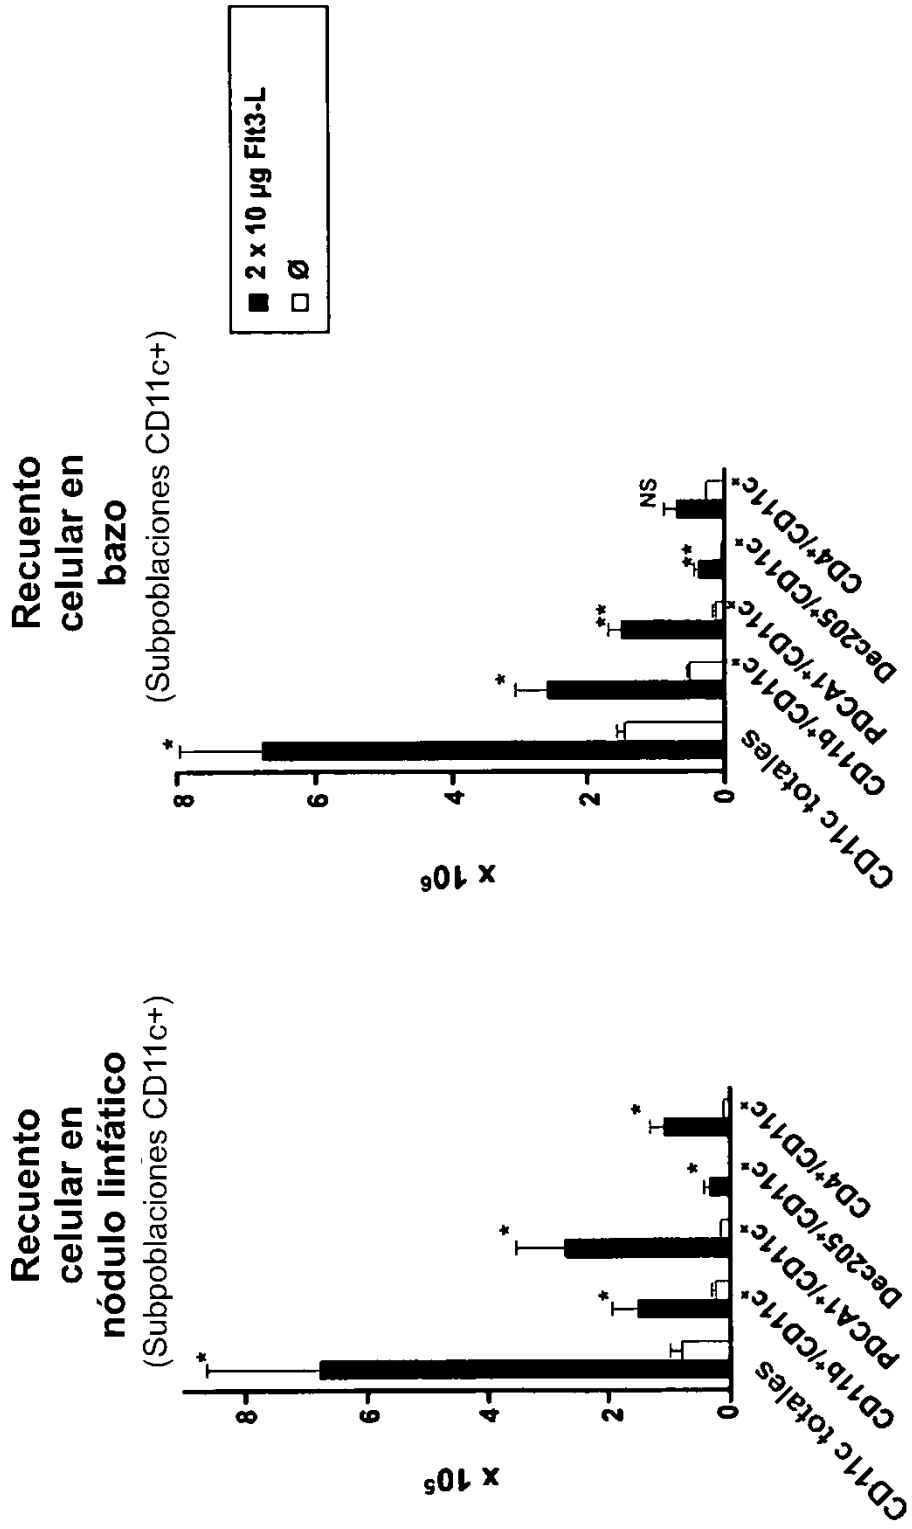 Recuento
celular en
nódulo linfático
(Subpoblaciones CD11c+)
x 10⁵
8
6
4
2
0
*
*
*
*
*
CD11c totales
CD11b⁺/CD11c⁺
PDCA1⁺/CD11c⁺
Dec205⁺/CD11c⁺
CD4⁺/CD11c⁺
Recuento
celular en
bazo
(Subpoblaciones CD11c+)
x 10⁶
8
6
4
2
0
*
*
**
**
NS
CD11c totales
CD11b⁺/CD11c⁺
PDCA1⁺/CD11c⁺
Dec205⁺/CD11c⁺
CD4⁺/CD11c⁺
2 x 10 µg Flt3-L
Ø